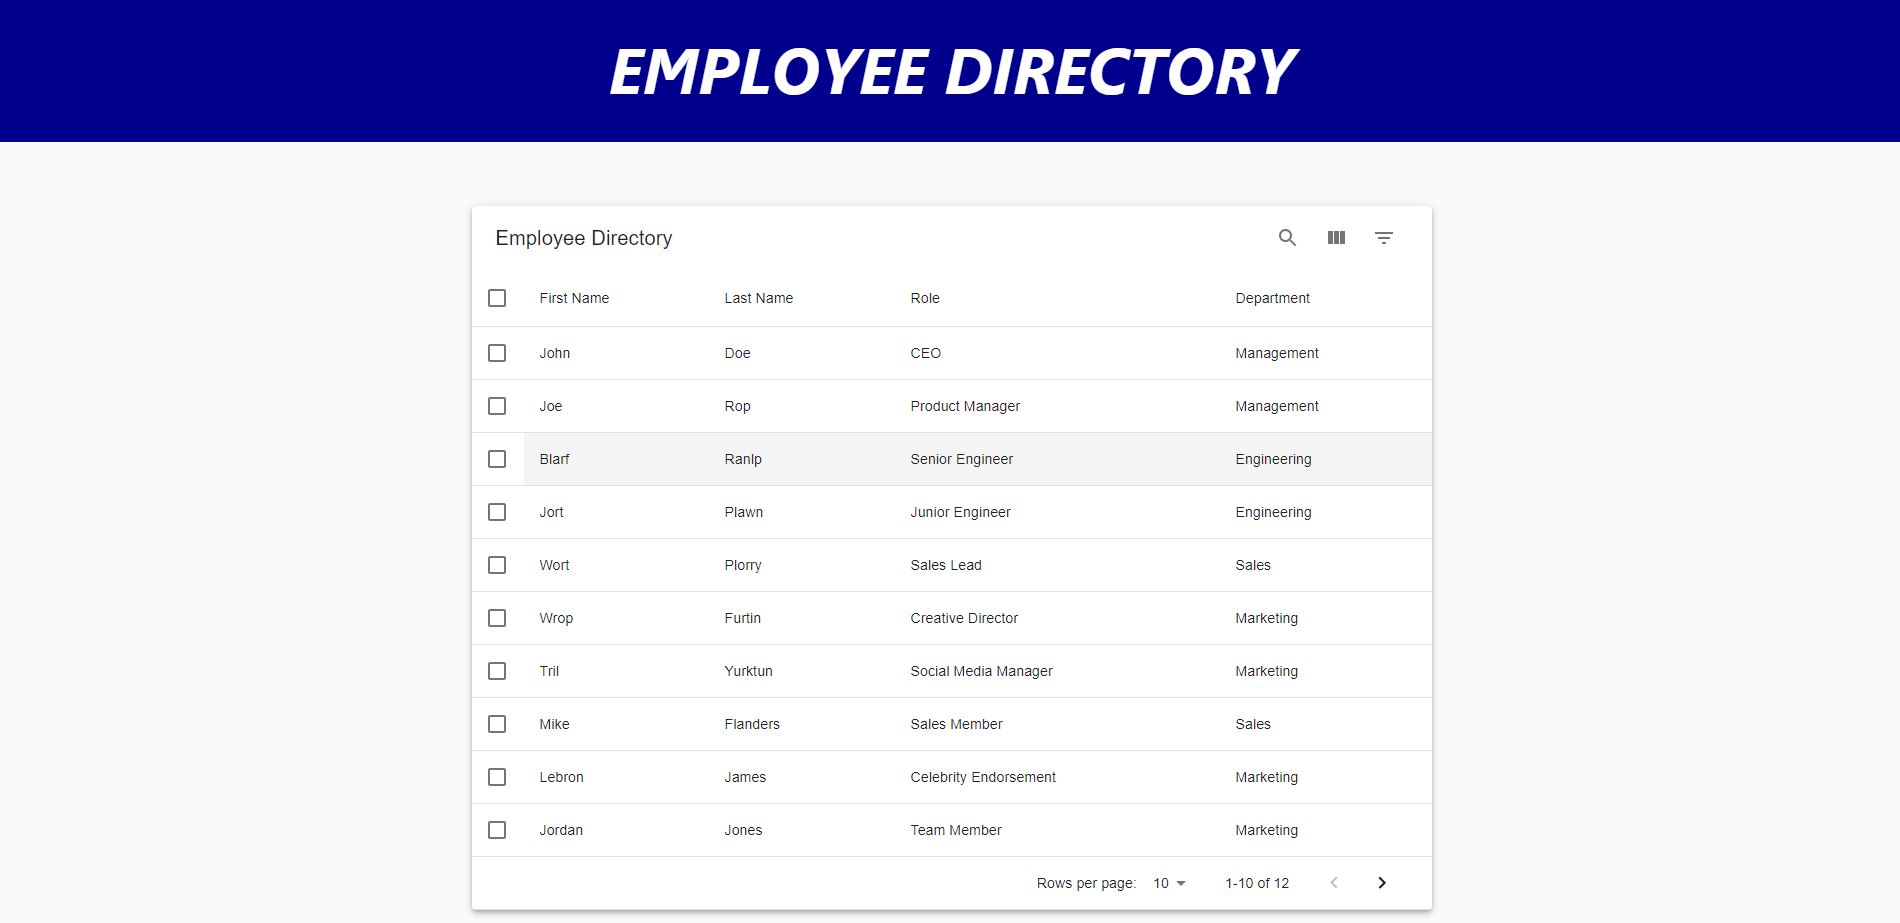 EMPLOYEE DIRECTORY
Employee Directory
First Name Last Name Role Department
John Doe CEO Management
Joe Rop Product Manager Management
Blarf Ranlp Senior Engineer Engineering
Jort Plawn Junior Engineer Engineering
Wort Plorry Sales Lead Sales
Wrop Furtin Creative Director Marketing
Tril Yurktun Social Media Manager Marketing
Mike Flanders Sales Member Sales
Lebron James Celebrity Endorsement Marketing
Jordan Jones Team Member Marketing
Rows per page: 10 1-10 of 12